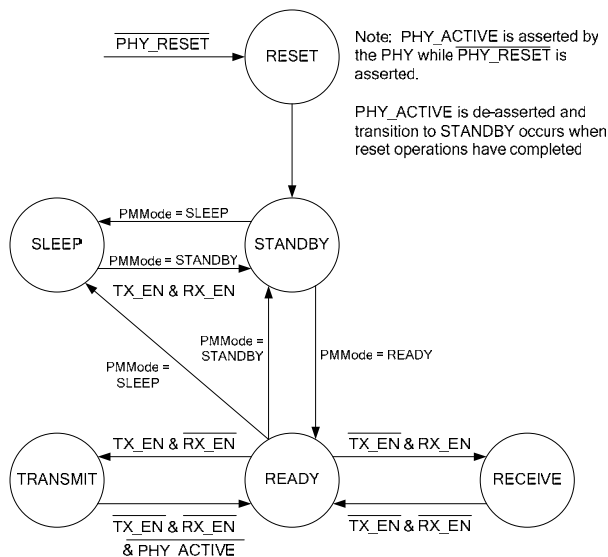 PHY_RESET
RESET
Note: PHY_ACTIVE is asserted by
the PHY while PHY_RESET is
asserted.
PHY_ACTIVE is de-asserted and
transition to STANDBY occurs when
reset operations have completed
PMMode = SLEEP
SLEEP
STANDBY
PMMode = STANDBY
TX_EN & RX_EN
PMMode =
STANDBY
PMMode = READY
PMMode =
SLEEP
TX_EN & RX_EN
TX_EN & RX_EN
TRANSMIT
READY
RECEIVE
TX_EN & RX_EN
& PHY_ACTIVE
TX_EN & RX_EN